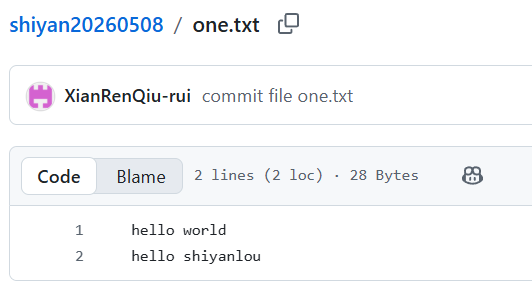 shiyan20260508 / one.txt
XianRenQiu-rui commit file one.txt
Code Blame 2 lines (2 loc) · 28 Bytes
1 hello world
2 hello shiyanlou